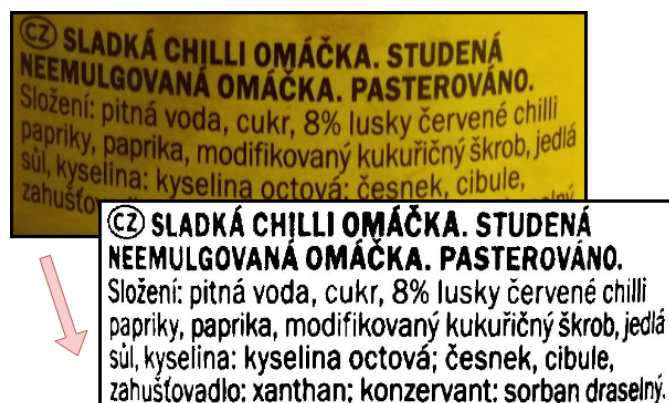 CZ SLADKÁ CHILLI OMÁČKA. STUDENÁ
NEEMULGOVANÁ OMÁČKA. PASTEROVÁNO.
Složení: pitná voda, cukr, 8% lusky červené chilli
papriky, paprika, modifikovaný kukuřičný škrob, jedlá
sůl, kyselina: kyselina octová; česnek, cibule,
zahušťo
CZ SLADKÁ CHILLI OMÁČKA. STUDENÁ
NEEMULGOVANÁ OMÁČKA. PASTEROVÁNO.
Složení: pitná voda, cukr, 8% lusky červené chilli
papriky, paprika, modifikovaný kukuřičný škrob, jedlá
sůl, kyselina: kyselina octová; česnek, cibule,
zahušťovadlo: xanthan; konzervant: sorban draselný.